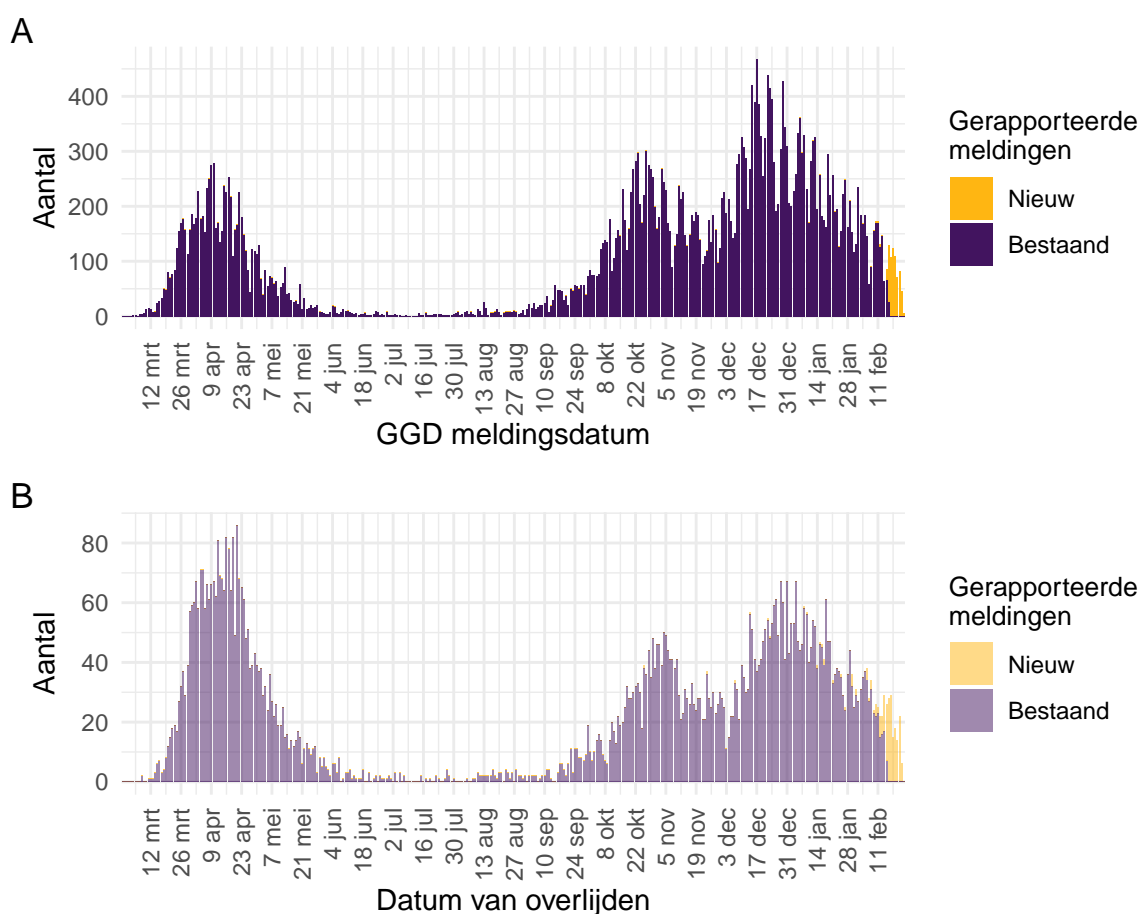 A
Aantal
400
300
200
100
0
12 mrt
26 mrt
9 apr
23 apr
7 mei
21 mei
4 jun
18 jun
2 jul
16 jul
30 jul
13 aug
27 aug
10 sep
24 sep
8 okt
22 okt
5 nov
19 nov
3 dec
17 dec
31 dec
14 jan
28 jan
11 feb
GGD meldingsdatum
Gerapporteerde
meldingen
Nieuw
Bestaand
B
Aantal
80
60
40
20
0
12 mrt
26 mrt
9 apr
23 apr
7 mei
21 mei
4 jun
18 jun
2 jul
16 jul
30 jul
13 aug
27 aug
10 sep
24 sep
8 okt
22 okt
5 nov
19 nov
3 dec
17 dec
31 dec
14 jan
28 jan
11 feb
Datum van overlijden
Gerapporteerde
meldingen
Nieuw
Bestaand